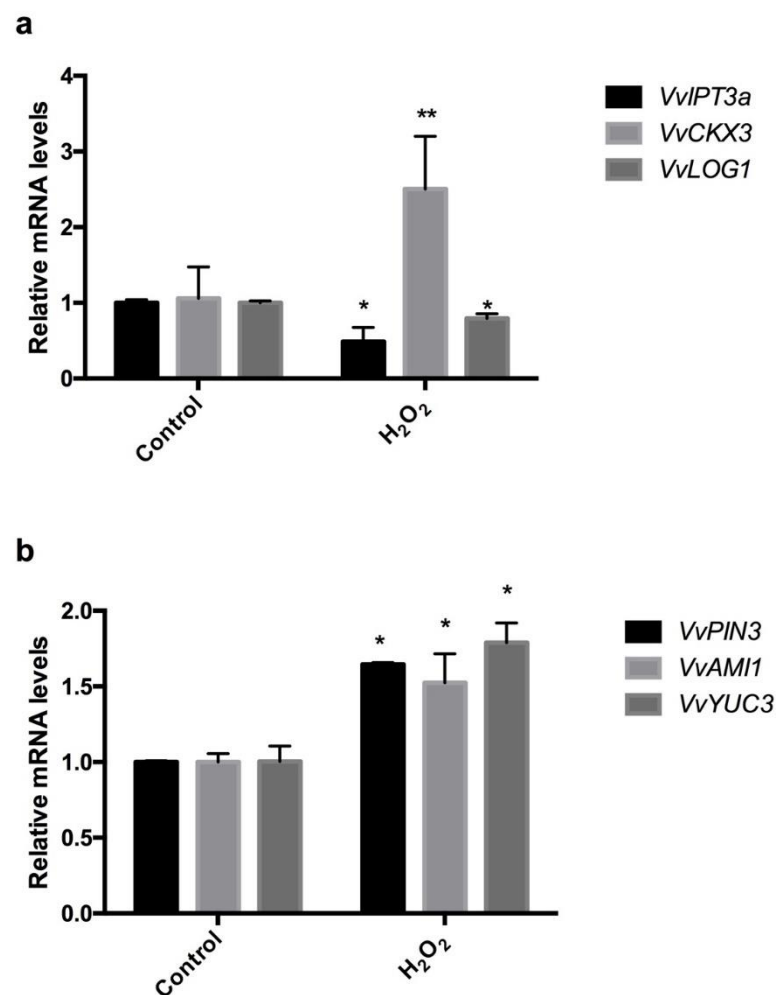 a
Relative mRNA levels
4
3
2
1
0
**
*
*
Control
H₂O₂
VvIPT3a
VvCKX3
VvLOG1
b
Relative mRNA levels
2.0
1.5
1.0
0.5
0.0
*
*
*
Control
H₂O₂
VvPIN3
VvAMI1
VvYUC3